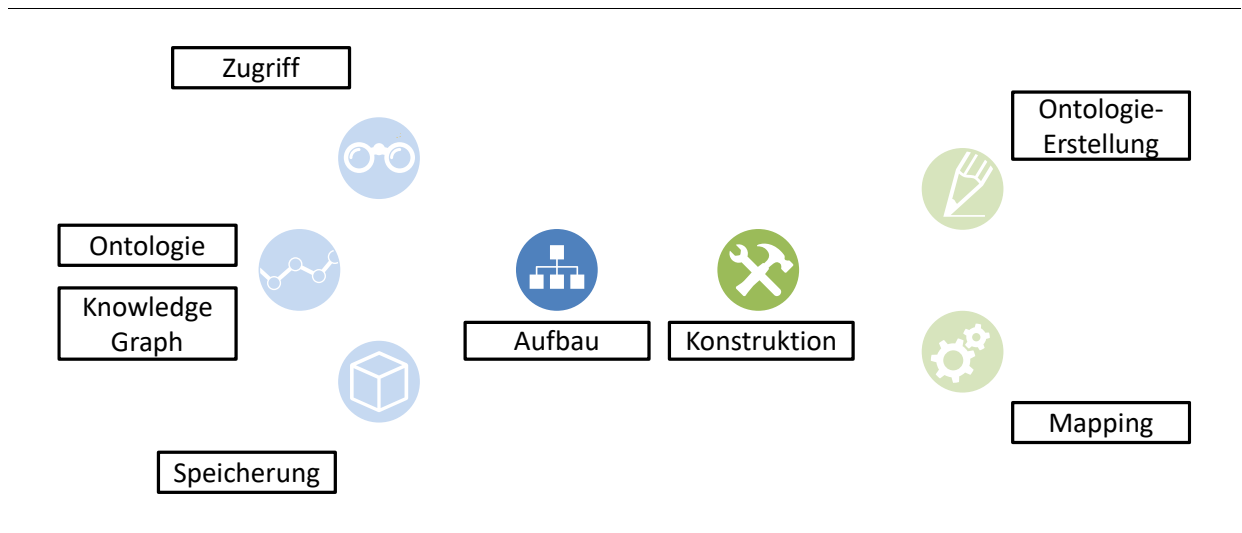 Zugriff
Ontologie-
Erstellung
Ontologie
Knowledge
Graph
Aufbau
Konstruktion
Mapping
Speicherung